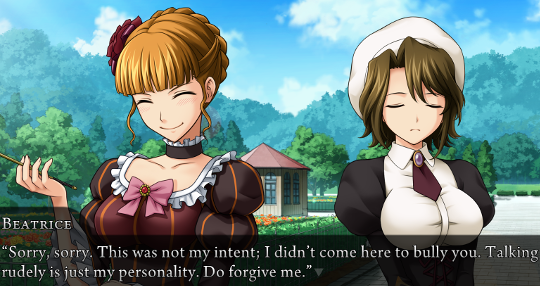 BEATRICE
“Sorry, sorry. This was not my intent; I didn’t come here to bully you. Talking
rudely is just my personality. Do forgive me.”